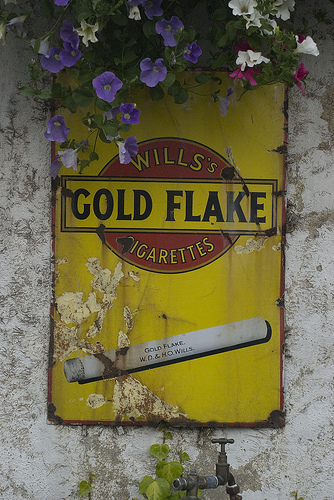 WILLS'S
GOLD FLAKE
CIGARETTES
GOLD FLAKE.
W.D. & H.O. WILLS.